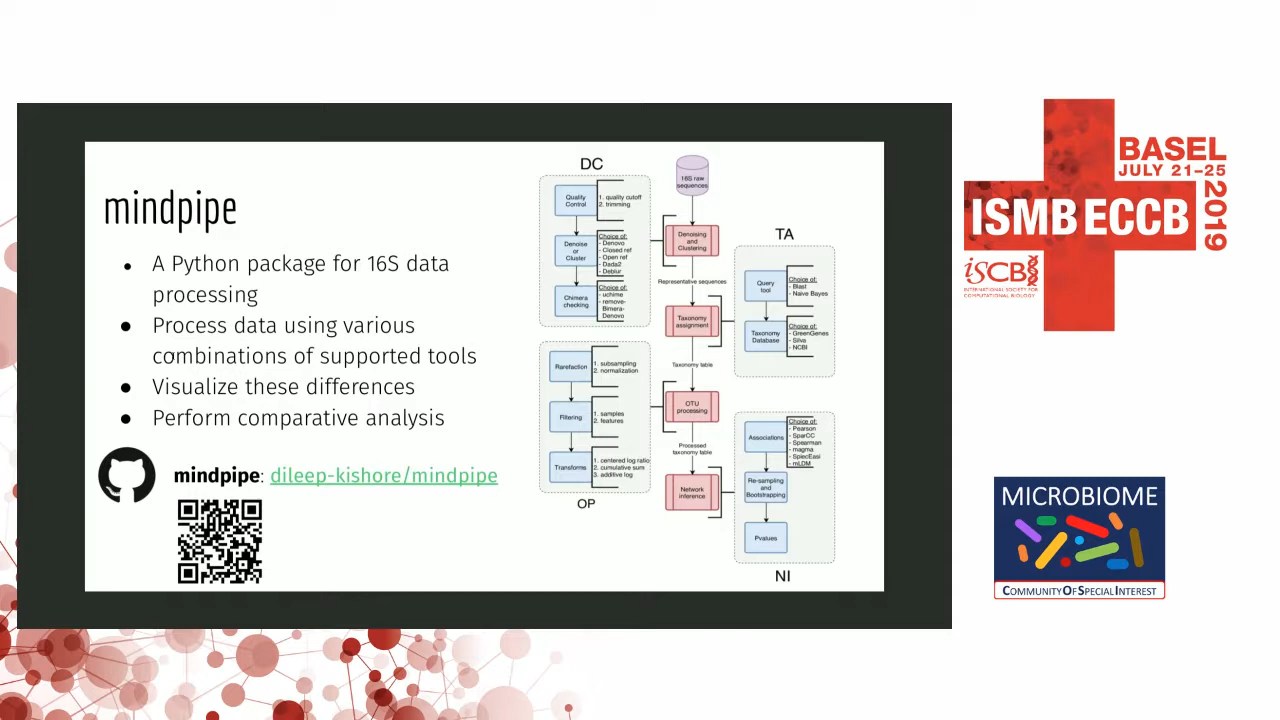 mindpipe
● A Python package for 16S data
processing
● Process data using various
combinations of supported tools
● Visualize these differences
● Perform comparative analysis
mindpipe: dileep-kishore/mindpipe
DC
Quality
Control
1. quality cutoff
2. trimming
Denoise
or
Cluster
Choice of:
- Denovo
- Closed ref
- Open ref
- Dada2
- Deblur
Chimera
checking
Choice of:
- uchime
- remove-
Bimera-
Denovo
16S raw
sequences
Denoising
and
Clustering
Representative sequences
Taxonomy
assignment
Taxonomy table
OTU
processing
Processed
taxonomy table
Network
inference
TA
Query
tool
Choice of:
- Blast
- Naive Bayes
Taxonomy
Database
Choice of:
- GreenGenes
- Silva
- NCBI
Rarefaction
1. subsampling
2. normalization
Filtering
1. samples
2. features
Transforms
1. centered log ratio
2. cumulative sum
3. additive log
OP
Associations
Choice of:
- Pearson
- SparCC
- Spearman
- magma
- SpiecEasi
- mLDM
Re-sampling
and
Bootstrapping
Pvalues
NI
BASEL
JULY 21-25
2019
ISMB ECCB
iSCB
INTERNATIONAL SOCIETY FOR
COMPUTATIONAL BIOLOGY
MICROBIOME
COMMUNITYOFSPECIALINTEREST